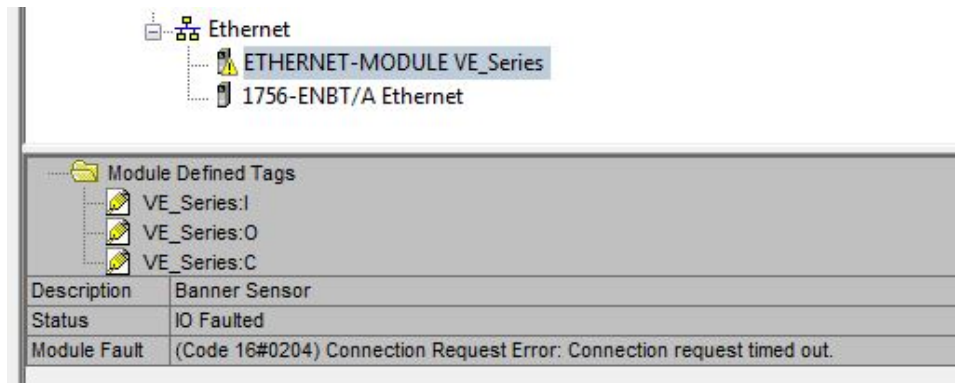 Ethernet
ETHERNET-MODULE VE_Series
1756-ENBT/A Ethernet
Module Defined Tags
VE_Series:I
VE_Series:O
VE_Series:C
Description Banner Sensor
Status IO Faulted
Module Fault (Code 16#0204) Connection Request Error: Connection request timed out.